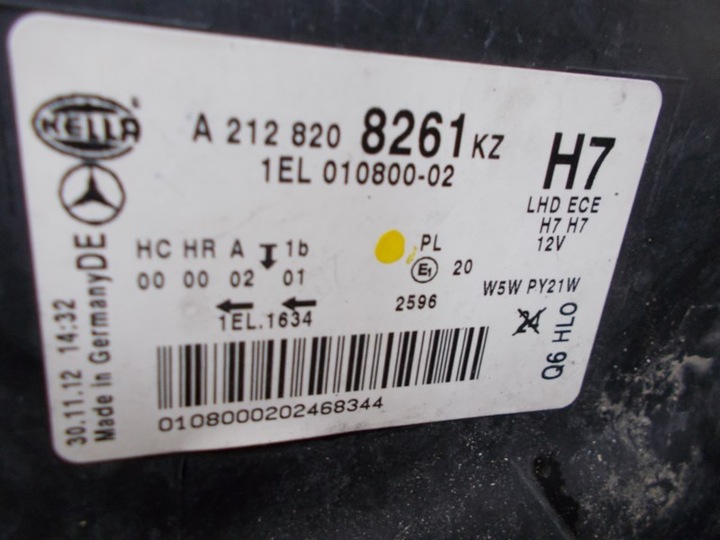 HELLA
A 212 820 8261 KZ
1EL 010800-02
H7
LHD ECE
H7 H7
12V
HC HR A 1b
00 00 02 01
PL
E1 20
2596
W5W PY21W
1EL.1634
24
Q6 HLO
0108000202468344
30.11.12 14:32
Made in Germany
DE